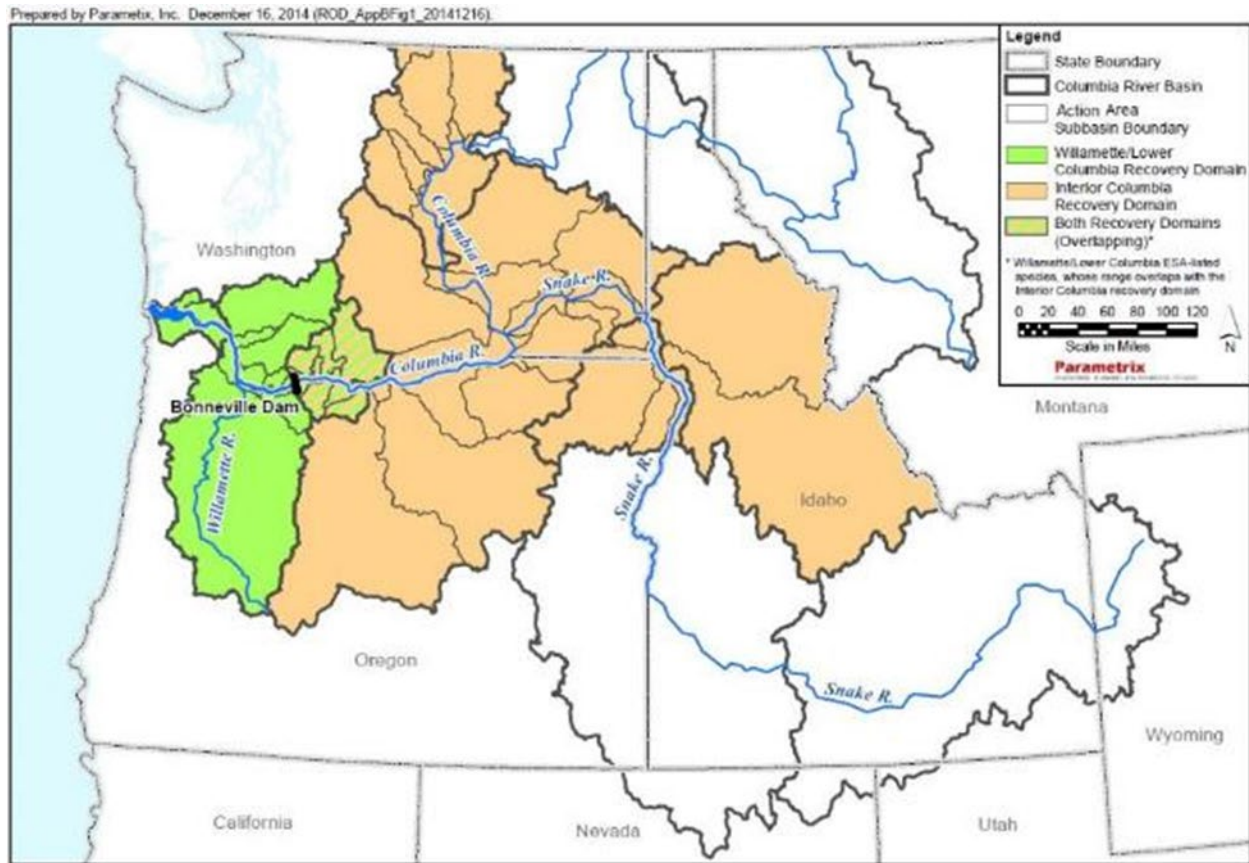 Prepared by Parametix, Inc. December 16, 2014 (ROD_AppBFig1_20141216).
Legend
State Boundary
Columbia River Basin
Action Area
Subbasin Boundary
Willamette/Lower
Columbia Recovery Domain
Interior Columbia
Recovery Domain
Both Recovery Domains
(Overlapping)*
* Willamette/Lower Columbia ESA-listed
species, whose range overlaps with the
Interior Columbia recovery domain
0 20 40 60 80 100 120
Scale in Miles
N
Parametrix
Washington
Columbia R.
Snake R.
Columbia R.
Bonneville Dam
Willamette R.
Montana
Snake R.
Idaho
Oregon
Snake R.
Wyoming
California
Nevada
Utah